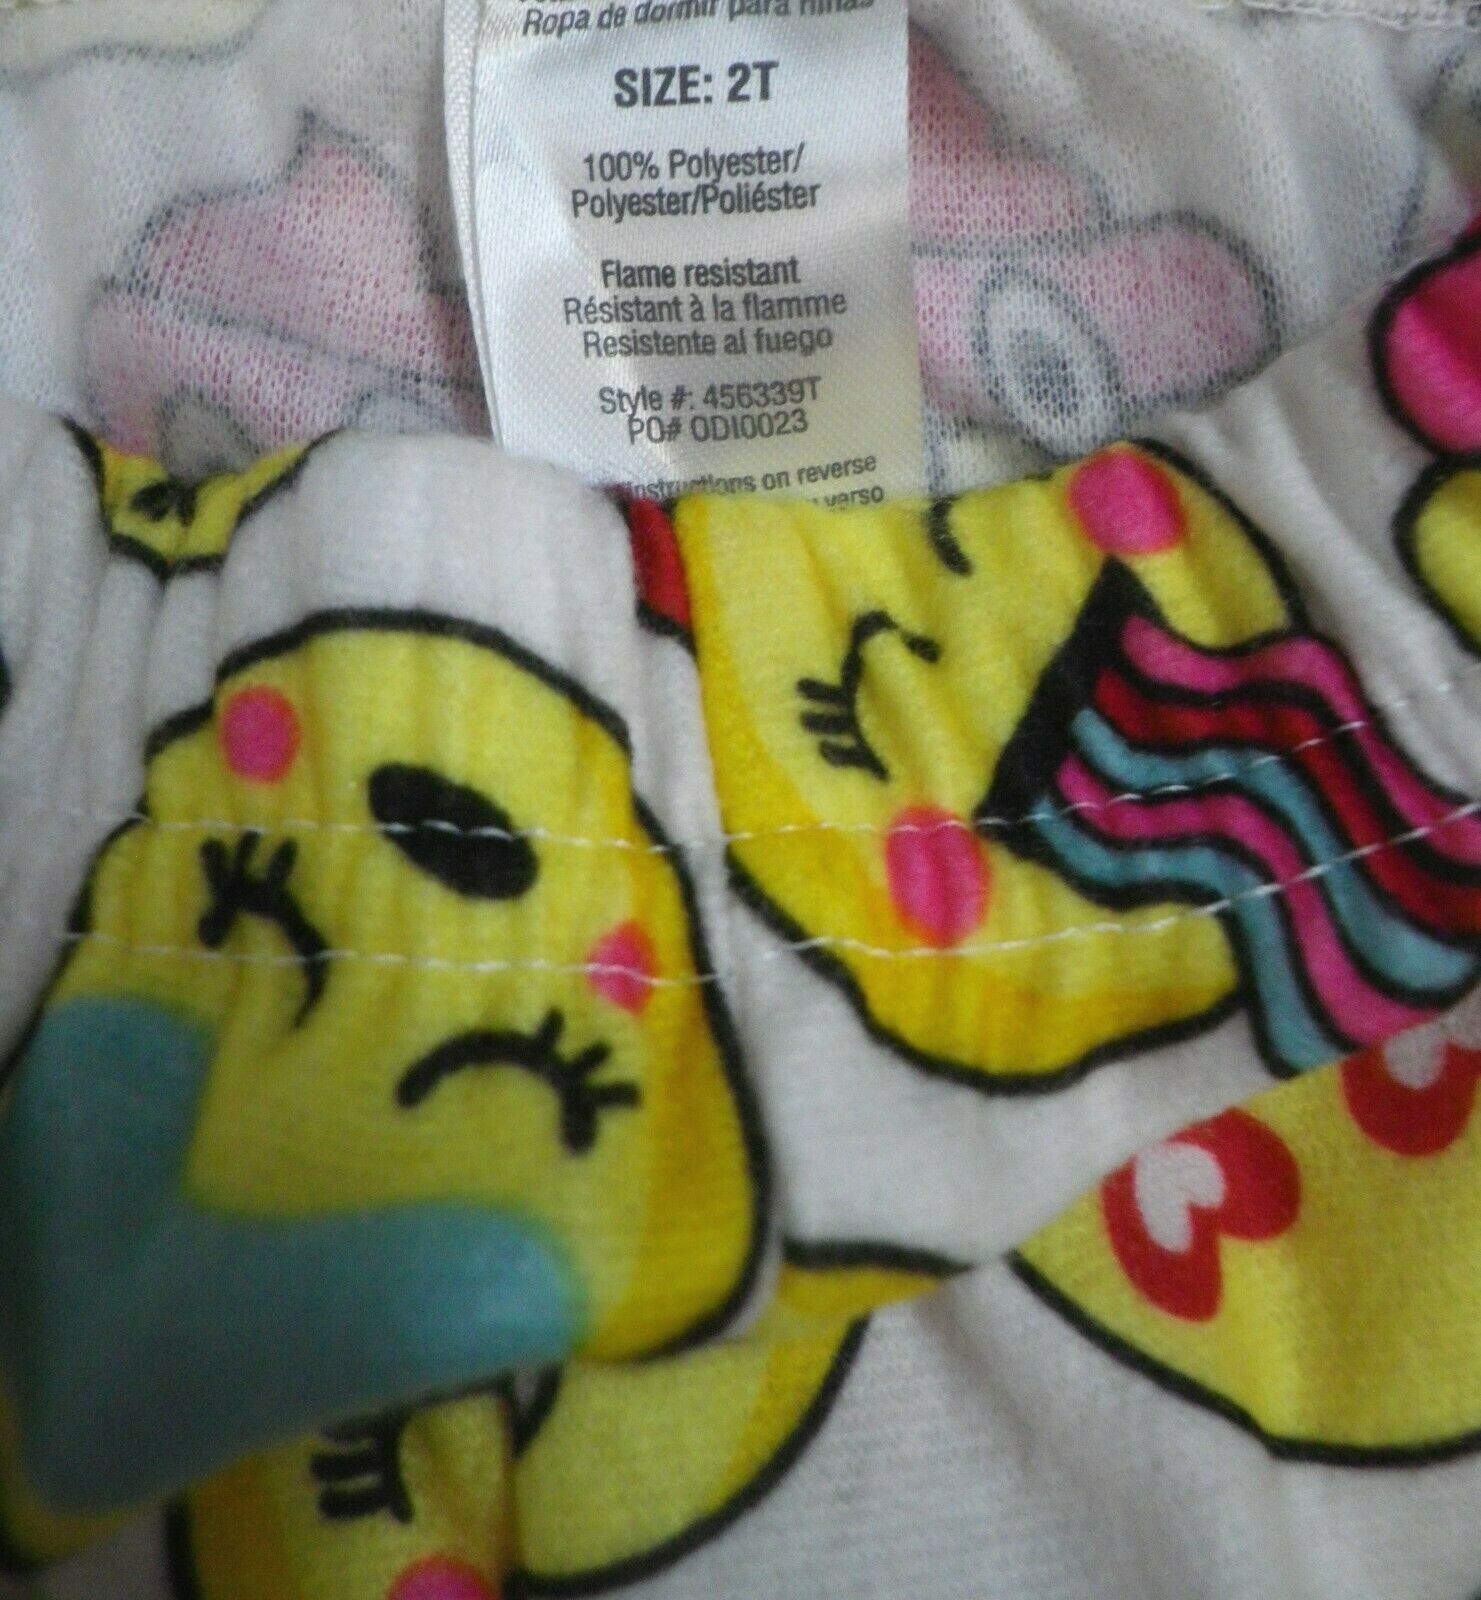 Ropa de dormir para niñas
SIZE: 2T
100% Polyester/
Polyester/Poliéster
Flame resistant
Résistant à la flamme
Resistente al fuego
Style #: 456339T
PO# ODI0023
instructions on reverse
verso